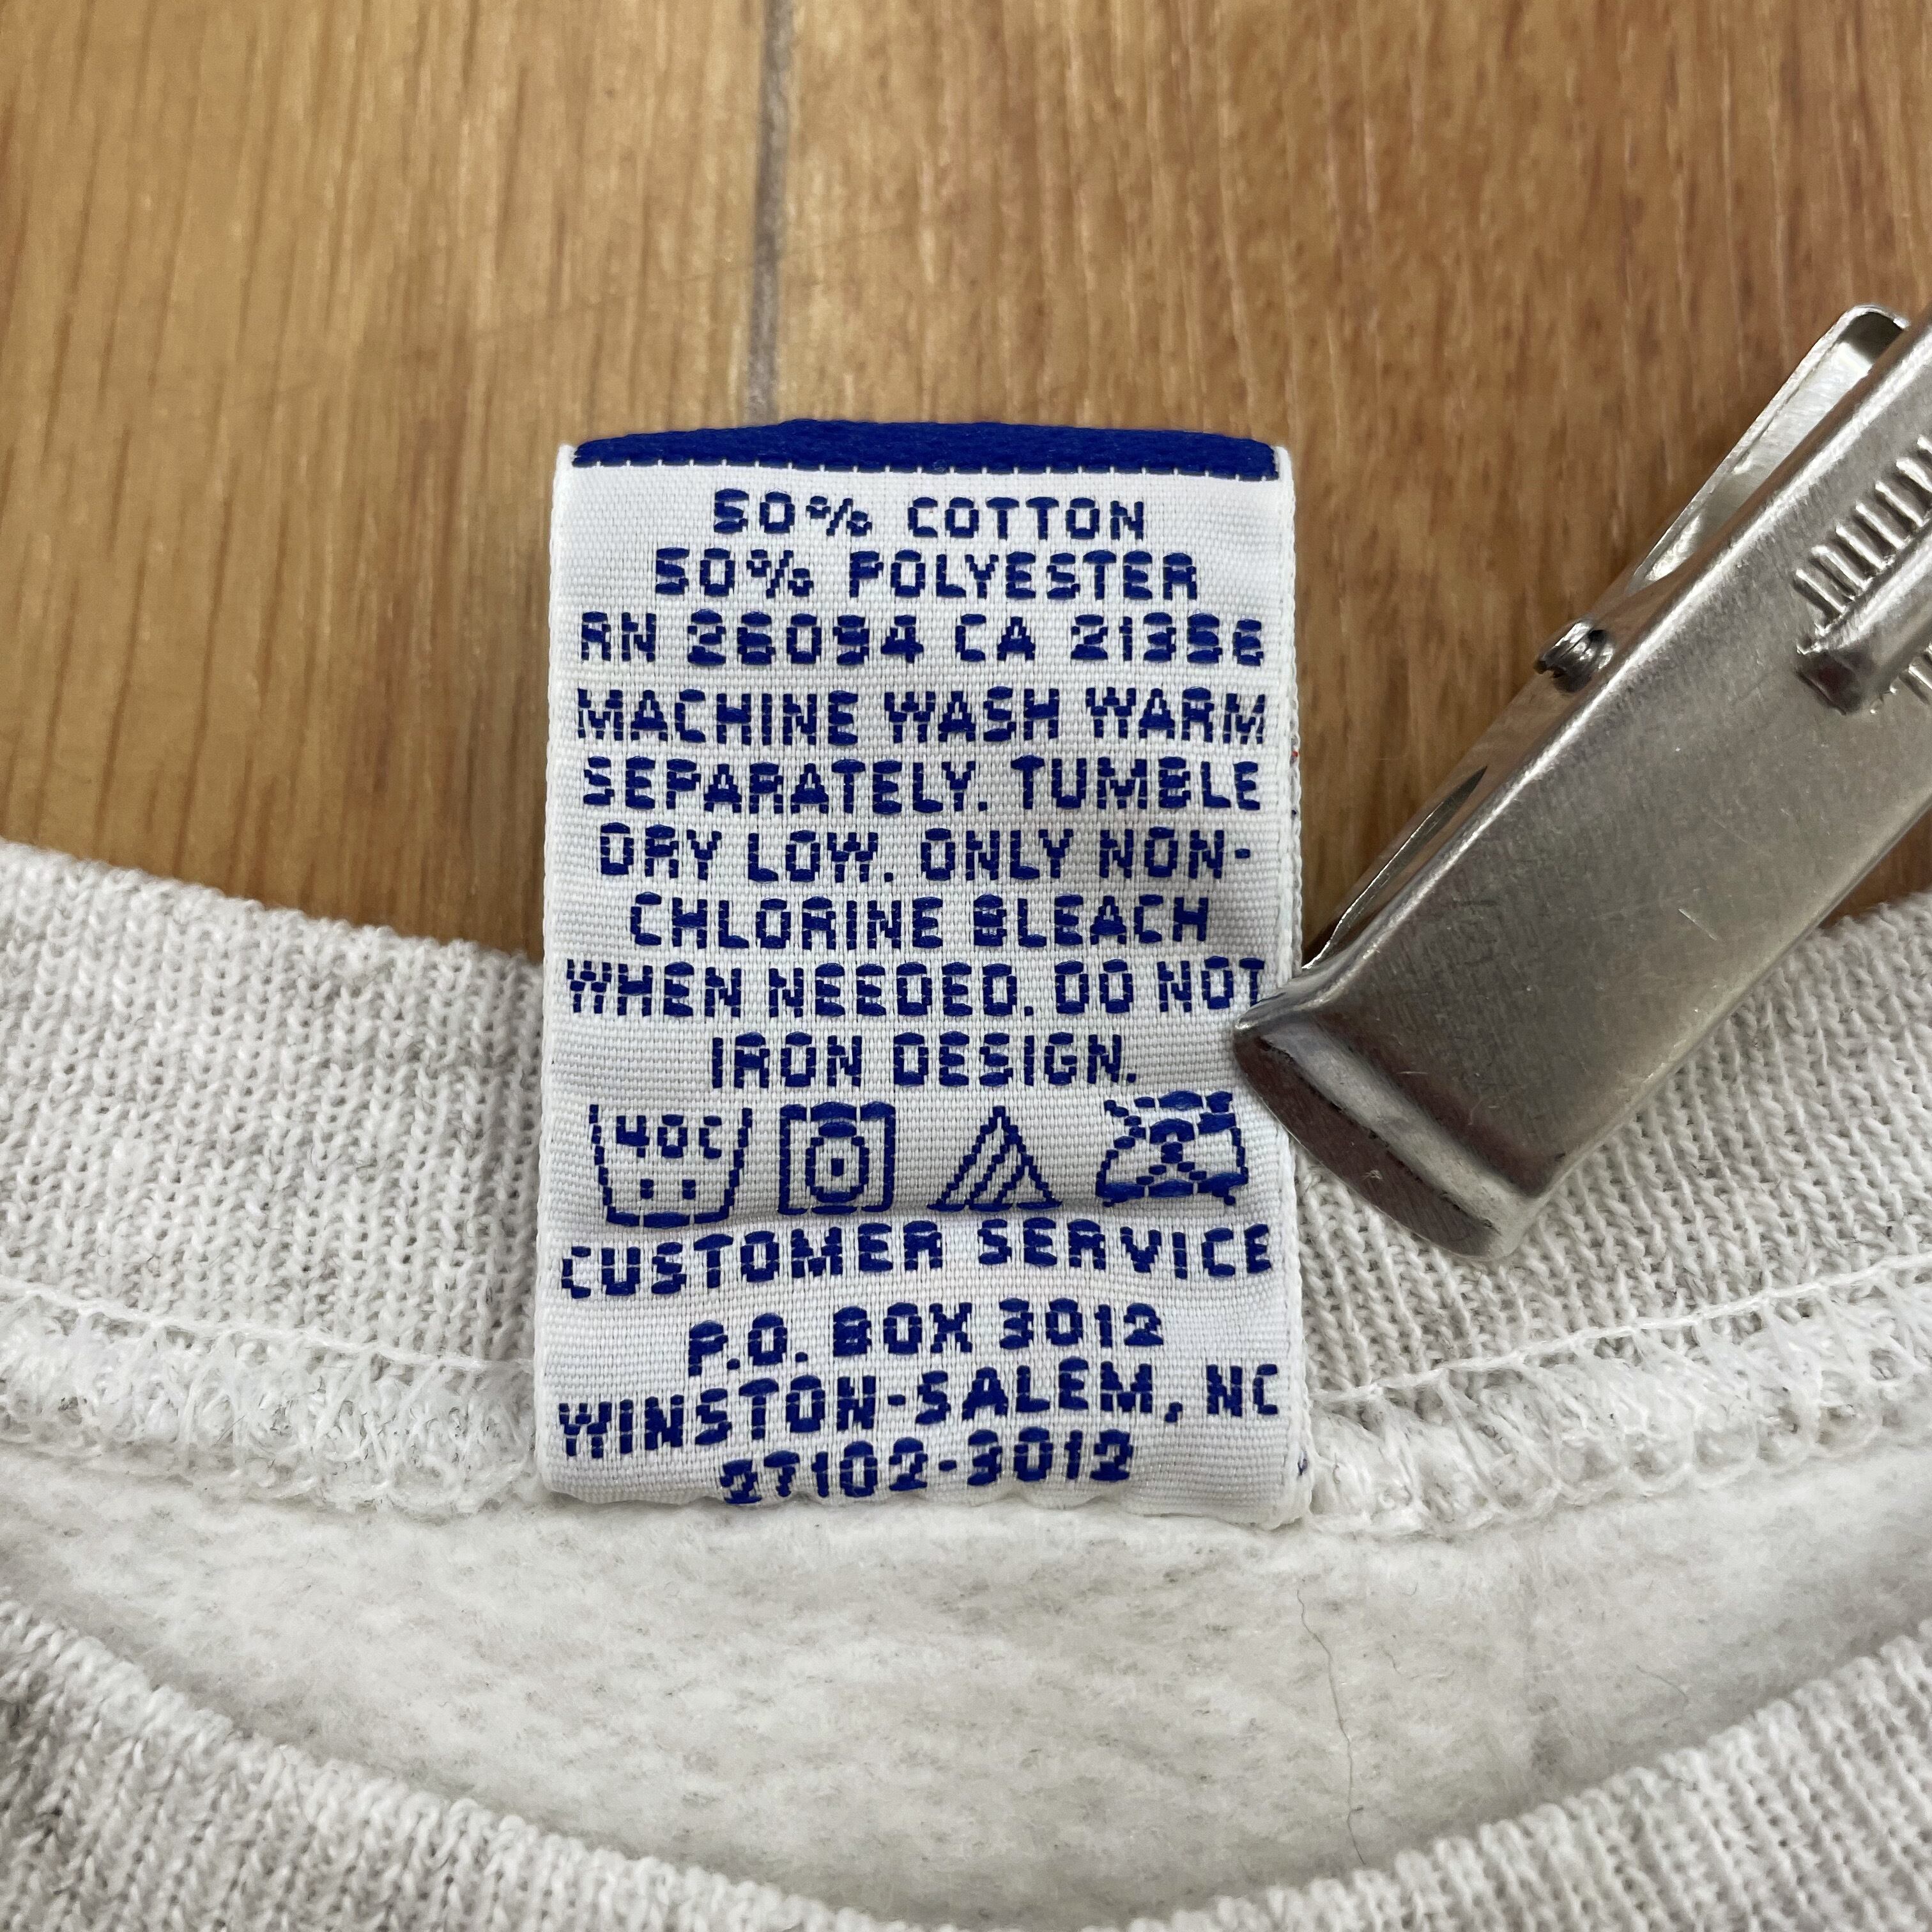 50% COTTON
50% POLYESTER
RN 26094 CA 21356
MACHINE WASH WARM
SEPARATELY. TUMBLE
DRY LOW. ONLY NON-
CHLORINE BLEACH
WHEN NEEDED. DO NOT
IRON DESIGN.
40C
CUSTOMER SERVICE
P.O. BOX 3012
WINSTON-SALEM, NC
27102-3012